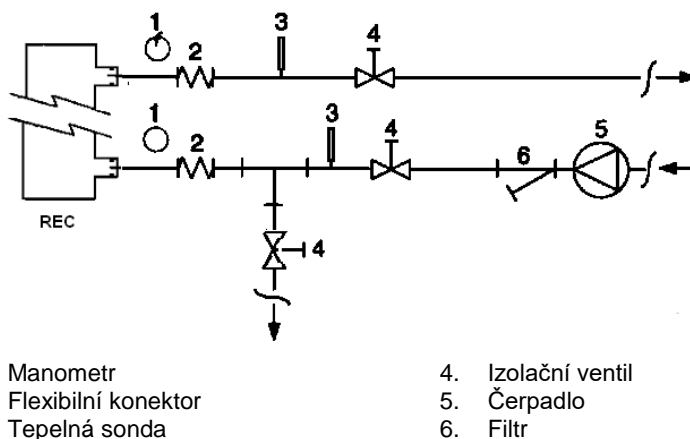 1
2
3
4
1
2
3
4
6
5
REC
4
Manometr
Flexibilní konektor
Tepelná sonda
4. Izolační ventil
5. Čerpadlo
6. Filtr